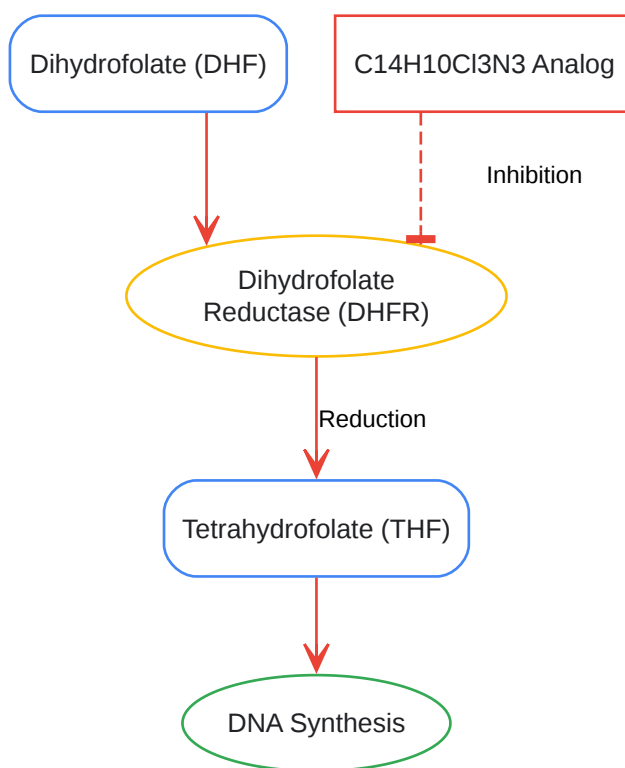 Dihydrofolate (DHF)
C14H10Cl3N3 Analog
Inhibition
Dihydrofolate
Reductase (DHFR)
Reduction
Tetrahydrofolate (THF)
DNA Synthesis